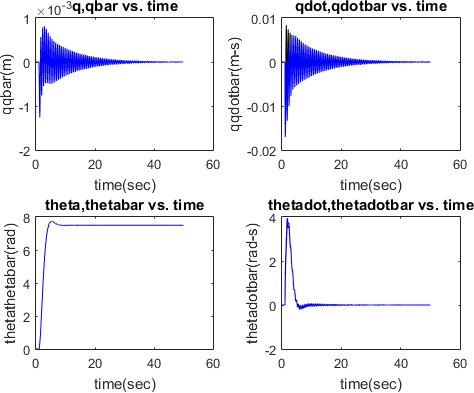 ×10^-3 q,qbar vs. time
qqbar(m)
1
0
-1
-2
0 20 40 60
time(sec)
qdot,qdotbar vs. time
qqdotbar(m-s)
0.01
0
-0.01
-0.02
0 20 40 60
time(sec)
theta,thetabar vs. time
thetathetabar(rad)
8
6
4
2
0
0 20 40 60
time(sec)
thetadot,thetadotbar vs. time
thetadotbar(rad-s)
4
2
0
-2
0 20 40 60
time(sec)